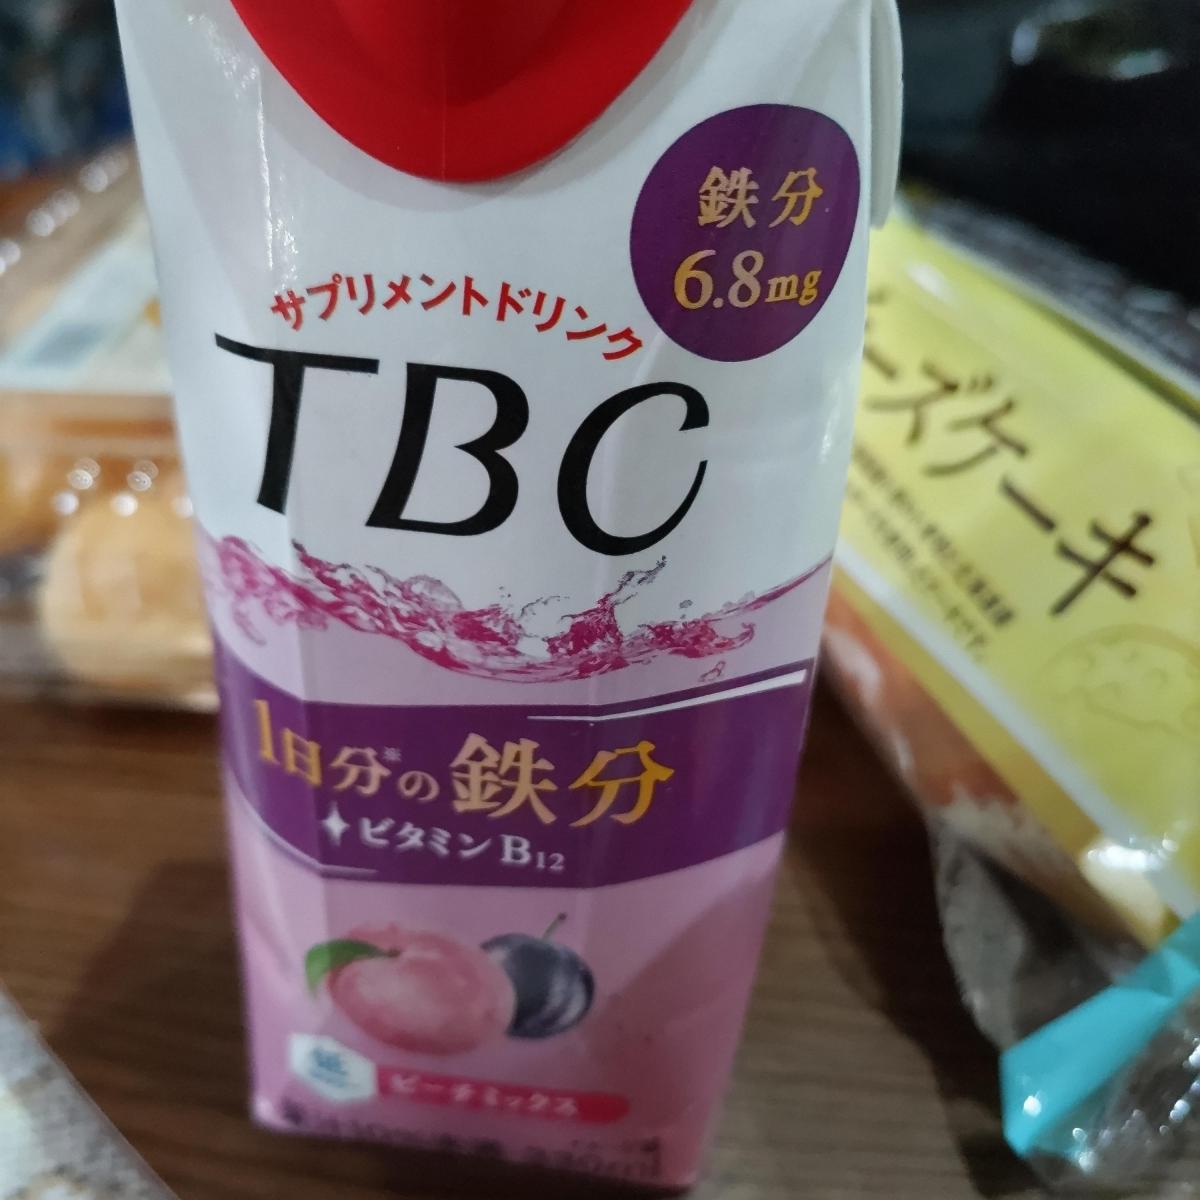 鉄分
6.8mg
サプリメントドリンク
TBC
1日分※の鉄分
ビタミンB12
ピーチミックス
ーズケーキ